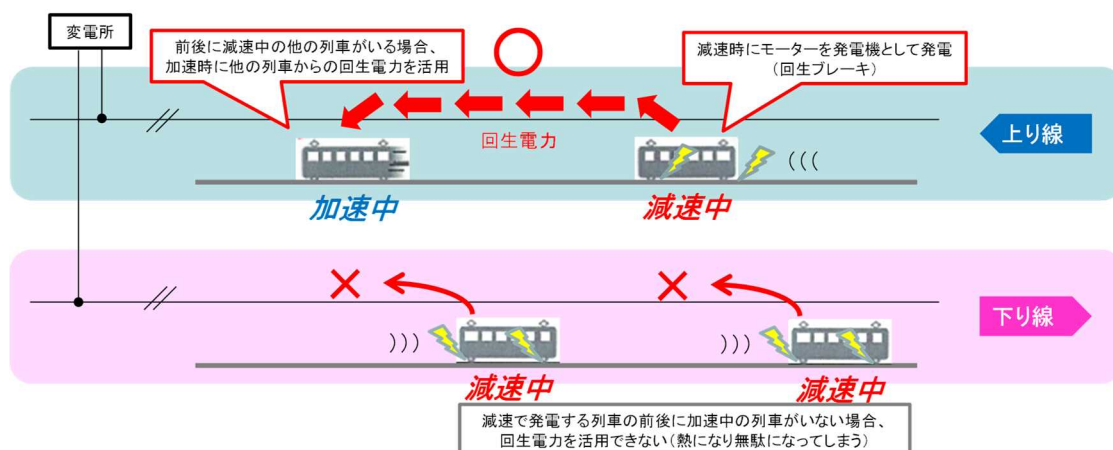 変電所
前後に減速中の他の列車がいる場合、
加速時に他の列車からの回生電力を活用
減速時にモーターを発電機として発電
（回生ブレーキ）
回生電力
上り線
加速中
減速中
下り線
減速中
減速中
減速で発電する列車の前後に加速中の列車がいない場合、
回生電力を活用できない（熱になり無駄になってしまう）